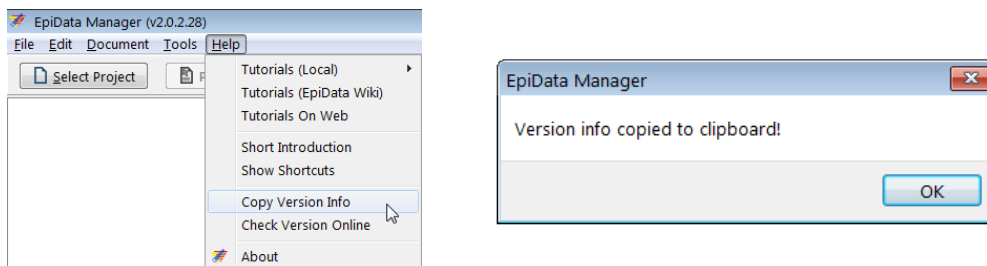 EpiData Manager (v2.0.2.28)
File Edit Document Tools Help
Select Project P
Tutorials (Local)
Tutorials (EpiData Wiki)
Tutorials On Web
Short Introduction
Show Shortcuts
Copy Version Info
Check Version Online
About
EpiData Manager
Version info copied to clipboard!
OK